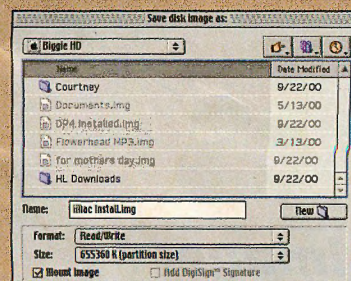 Save disk image as:
Biggie HD
Name Date Modified
Courtney 9/22/00
Documents.img 5/13/00
DP4 Installed.img 9/22/00
Flowerhead MP3.img 3/13/00
for mothers day.img 9/22/00
HL Downloads 9/22/00
Name: iMac Install.img New
Format: Read/Write
Size: 655360 K (partition size)
Mount Image Add DigiSign™ Signature